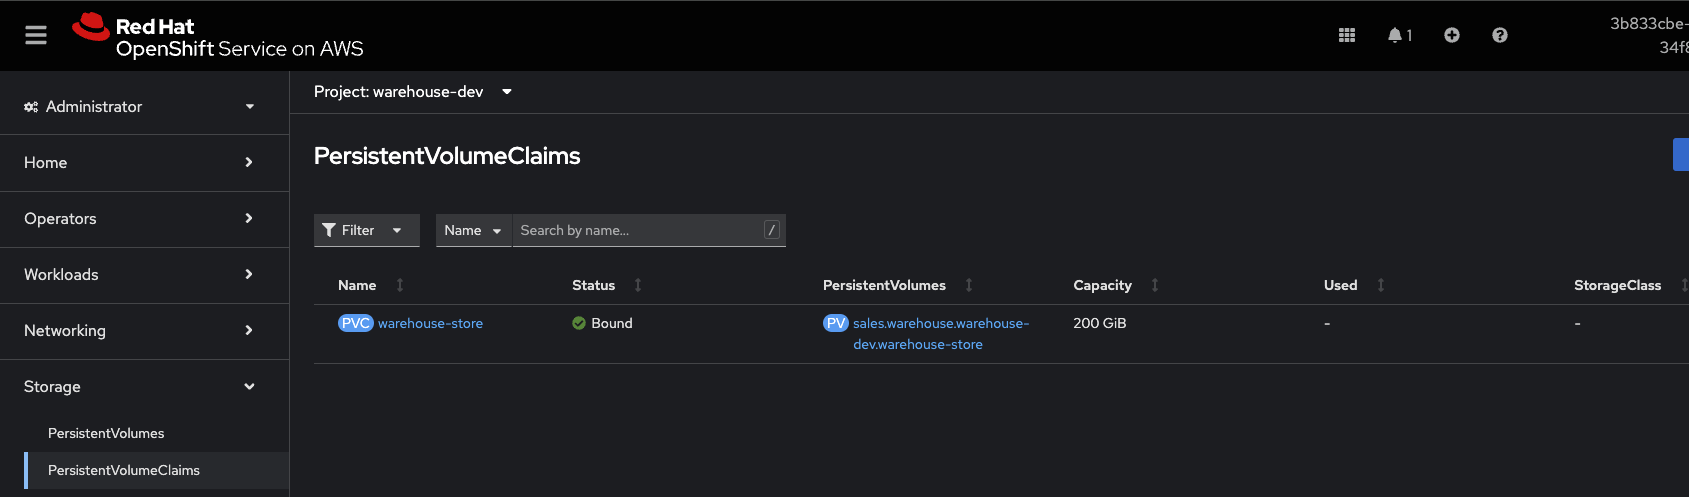 Red Hat
OpenShift Service on AWS
1
3b833cbe-
34f8
Administrator
Project: warehouse-dev
Home
PersistentVolumeClaims
Operators
Filter
Name
Search by name...
/
Workloads
Name
Status
PersistentVolumes
Capacity
Used
StorageClass
PVC warehouse-store
Bound
PV sales.warehouse.warehouse-
dev.warehouse-store
200 GiB
-
-
Networking
Storage
PersistentVolumes
PersistentVolumeClaims